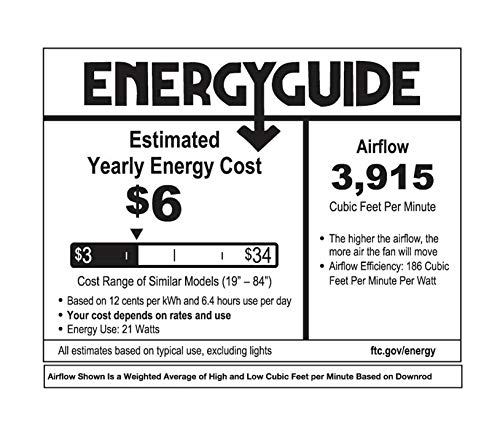 ENERGYGUIDE
Estimated
Yearly Energy Cost
$6
$3
$34
Cost Range of Similar Models (19” – 84”)
• Based on 12 cents per kWh and 6.4 hours use per day
• Your cost depends on rates and use
• Energy Use: 21 Watts
Airflow
3,915
Cubic Feet Per Minute
• The higher the airflow, the
more air the fan will move
• Airflow Efficiency: 186 Cubic
Feet Per Minute Per Watt
All estimates based on typical use, excluding lights
ftc.gov/energy
Airflow Shown Is a Weighted Average of High and Low Cubic Feet per Minute Based on Downrod